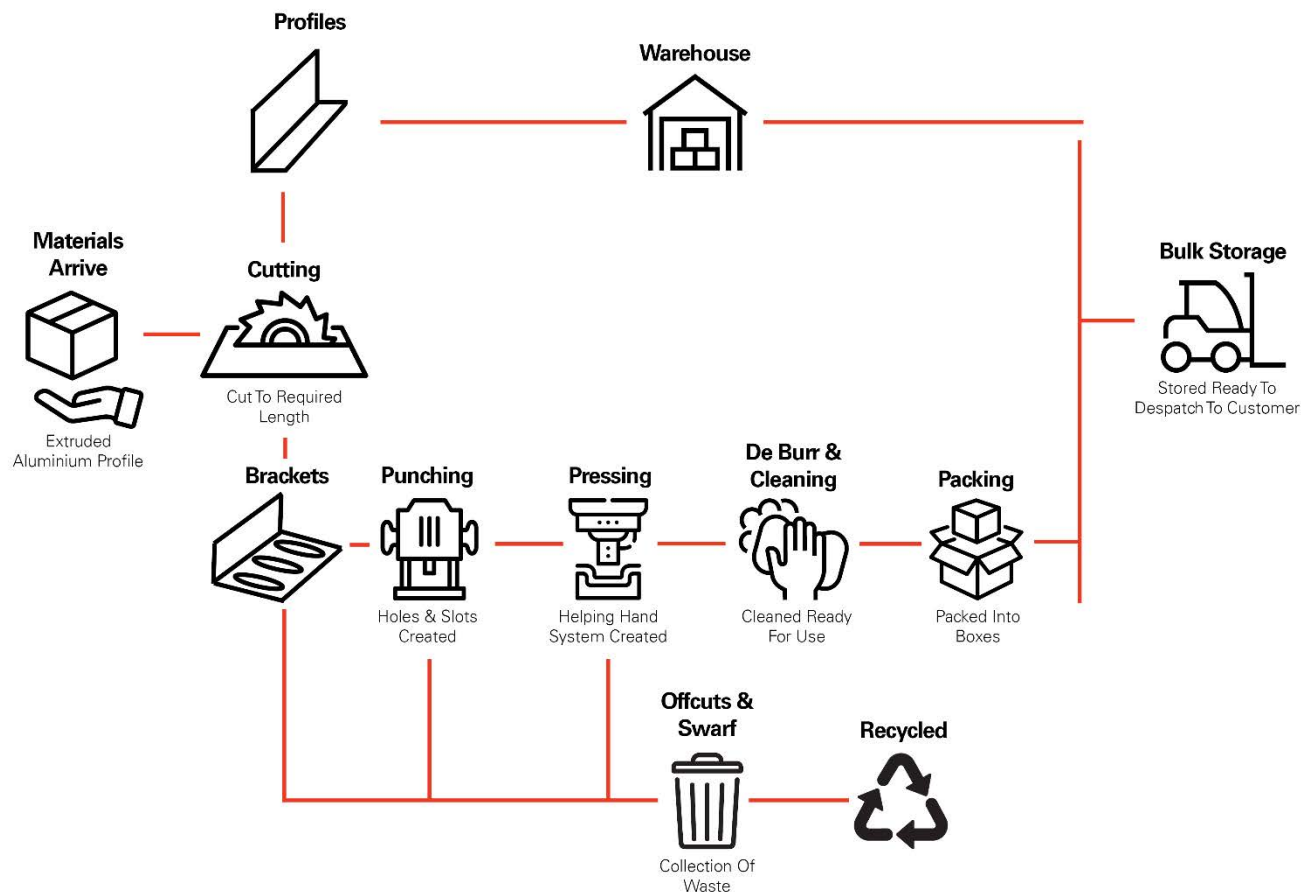 Profiles
Warehouse
Materials
Arrive
Extruded
Aluminium Profile
Cutting
Cut To Required
Length
Bulk Storage
Stored Ready To
Despatch To Customer
Brackets
Punching
Holes & Slots
Created
Pressing
Helping Hand
System Created
De Burr &
Cleaning
Cleaned Ready
For Use
Packing
Packed Into
Boxes
Offcuts &
Swarf
Collection Of
Waste
Recycled